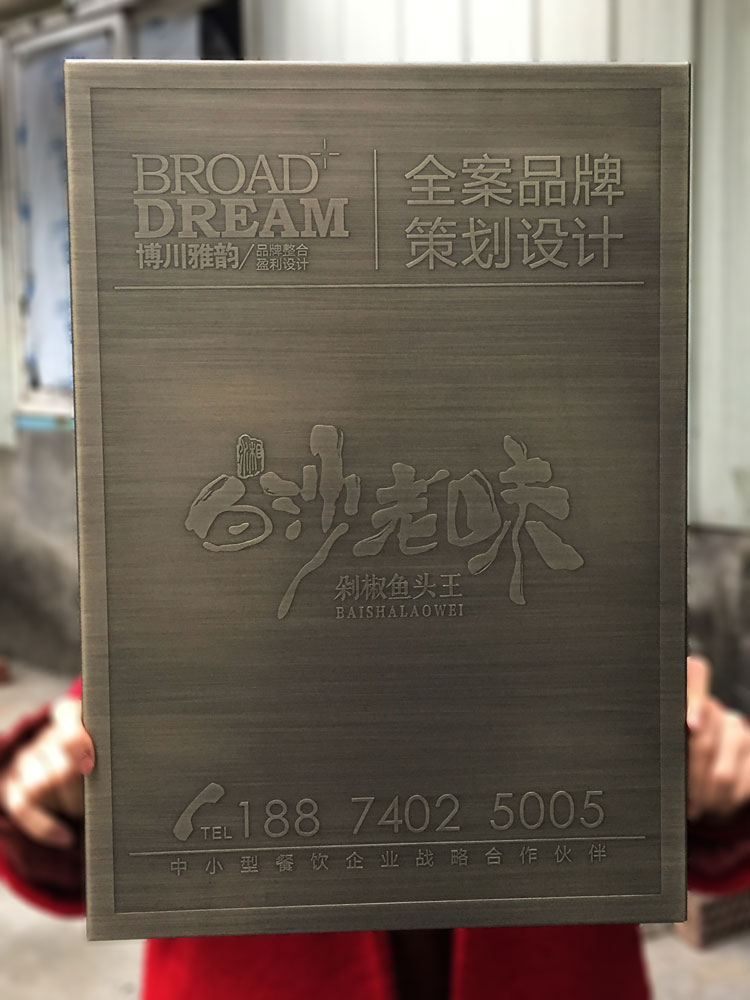 BROAD
DREAM
博川雅韵/品牌整合
盈利设计
全案品牌
策划设计
白沙老味
剁椒鱼头王
BAISHALAOWEI
TEL 188 7402 5005
中小型餐饮企业战略合作伙伴